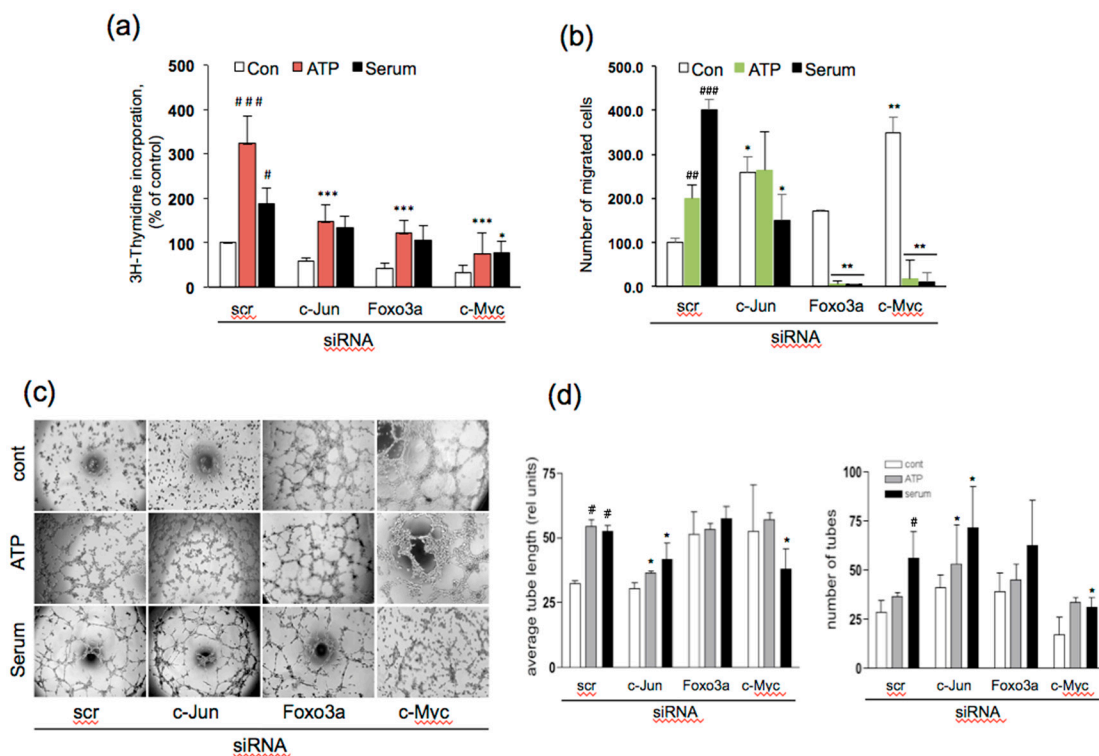 (a)
Con ATP Serum
3H-Thymidine incorporation,
(% of control)
500
400
300
200
100
0
# # #
#
***
***
***
*
scr c-Jun Foxo3a c-Myc
siRNA
(b)
Con ATP Serum
Number of migrated cells
500.0
400.0
300.0
200.0
100.0
0.0
##
###
*
*
**
**
**
scr c-Jun Foxo3a c-Myc
siRNA
(c)
cont
ATP
Serum
scr c-Jun Foxo3a c-Myc
siRNA
(d)
average tube length (rel units)
75
50
25
0
# #
* *
*
scr c-Jun Foxo3a c-Myc
siRNA
number of tubes
100
75
50
25
0
cont
ATP
serum
#
*
*
*
scr c-Jun Foxo3a c-Myc
siRNA